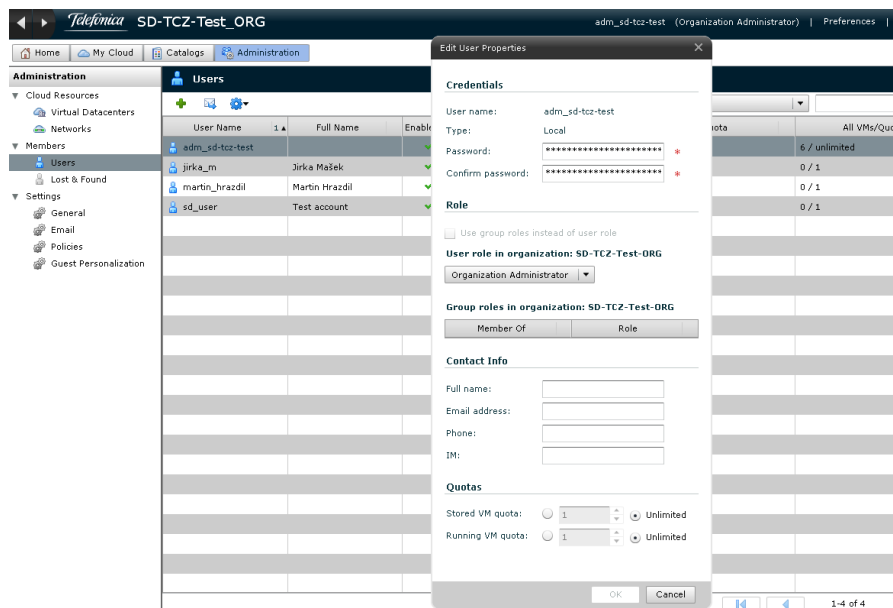 Telefónica SD-TCZ-Test_ORG
adm_sd-tcz-test (Organization Administrator) | Preferences |
Home My Cloud Catalogs Administration
Edit User Properties
Administration
Cloud Resources
Virtual Datacenters
Networks
Members
Users
Lost & Found
Settings
General
Email
Policies
Guest Personalization
Users
User Name 1 Full Name Enable uota All VMs/Quo
adm_sd-tcz-test 6 / unlimited
jirka_m Jirka Mašek 0 / 1
martin_hrazdil Martin Hrazdil 0 / 1
sd_user Test account 0 / 1
Credentials
User name: adm_sd-tcz-test
Type: Local
Password: *********************** *
Confirm password: *********************** *
Role
Use group roles instead of user role
User role in organization: SD-TCZ-Test-ORG
Organization Administrator
Group roles in organization: SD-TCZ-Test-ORG
Member Of Role
Contact Info
Full name:
Email address:
Phone:
IM:
Quotas
Stored VM quota: 1 Unlimited
Running VM quota: 1 Unlimited
OK Cancel
1-4 of 4